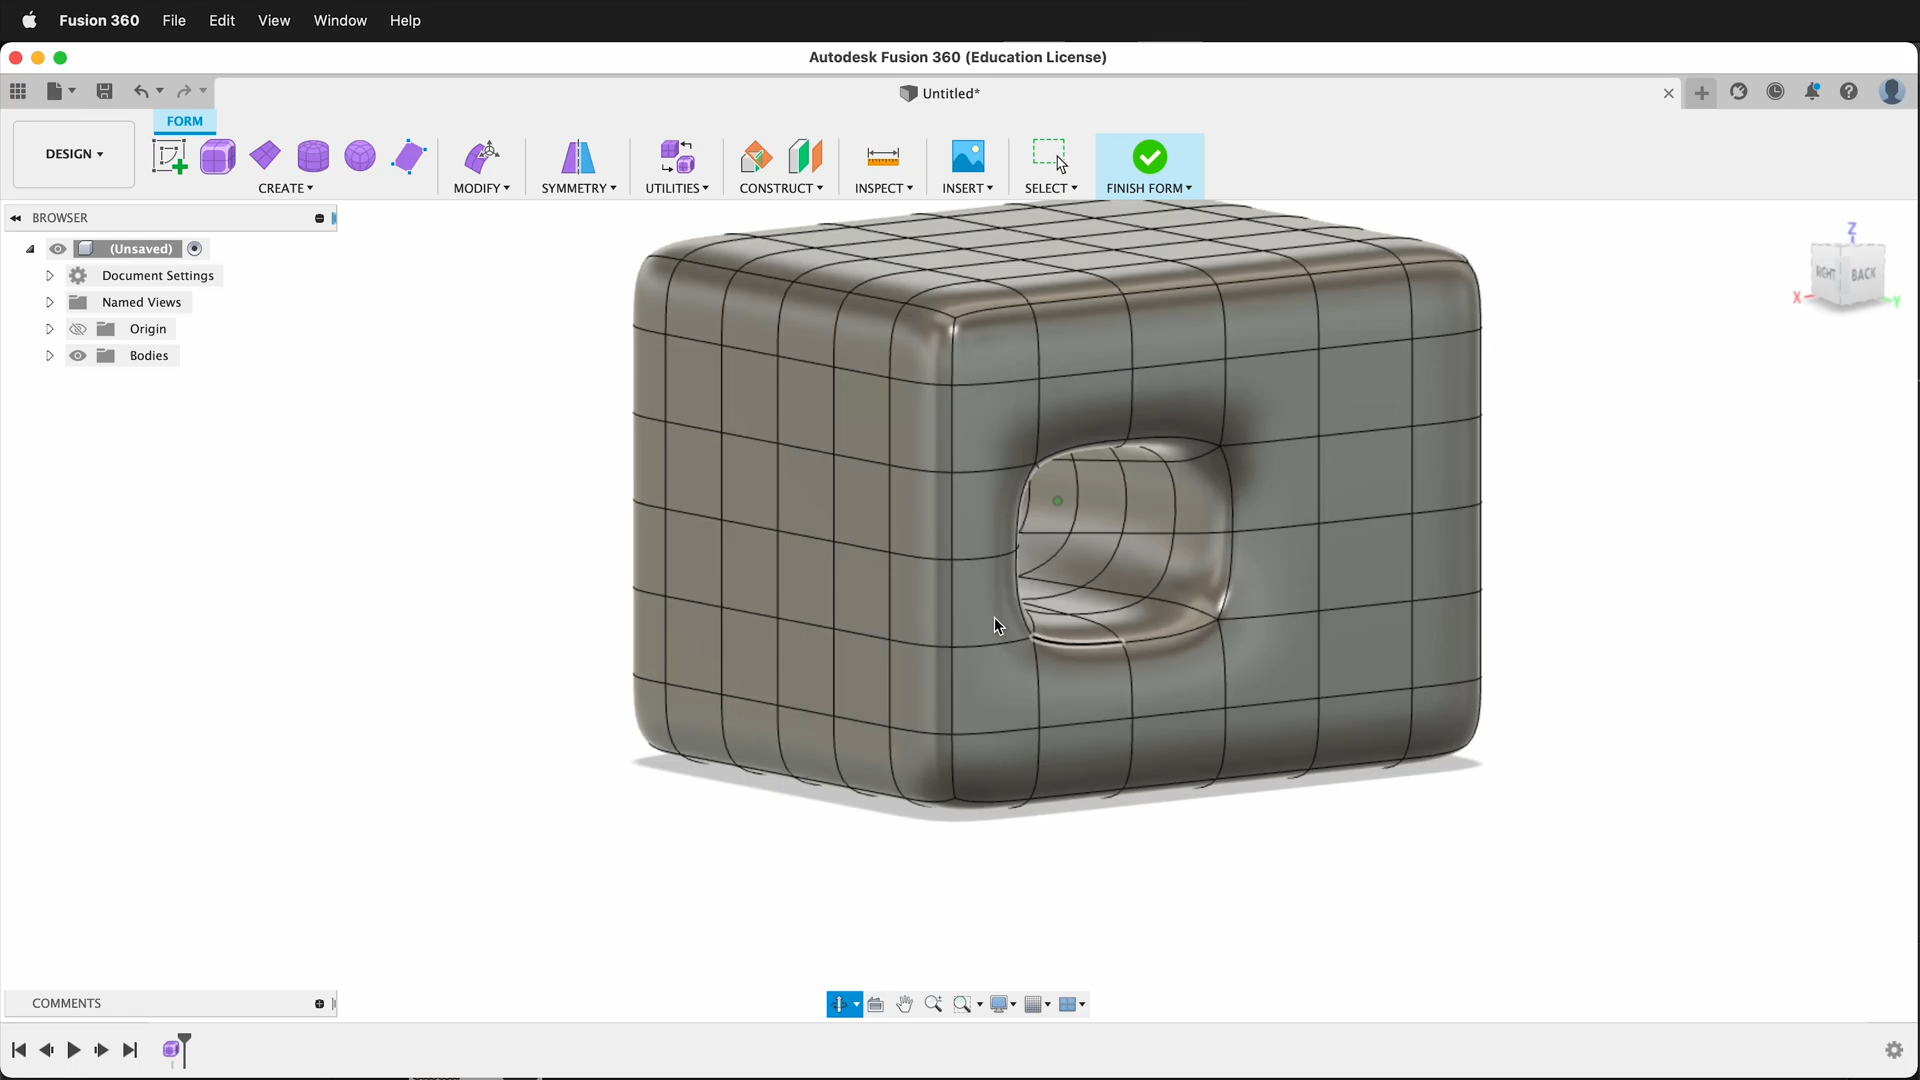 Fusion 360 File Edit View Window Help
Autodesk Fusion 360 (Education License)
Untitled*
FORM
DESIGN
CREATE MODIFY SYMMETRY UTILITIES CONSTRUCT INSPECT INSERT SELECT FINISH FORM
BROWSER
(Unsaved)
Document Settings
Named Views
Origin
Bodies
Z
RIGHT BACK
X Y
COMMENTS